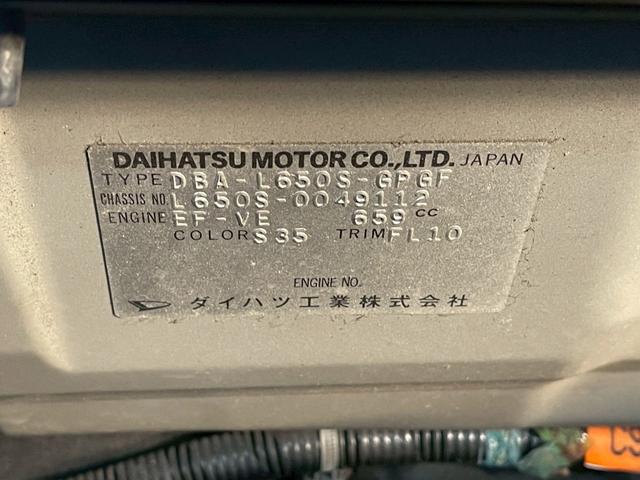 DAIHATSU MOTOR CO.,LTD. JAPAN
TYPE DBA-L650S-GPGF
CHASSIS NO. L650S-0049112
ENGINE EF-VE 659 CC
COLOR S35 TRIM FL10
ENGINE NO.
ダイハツ工業株式会社